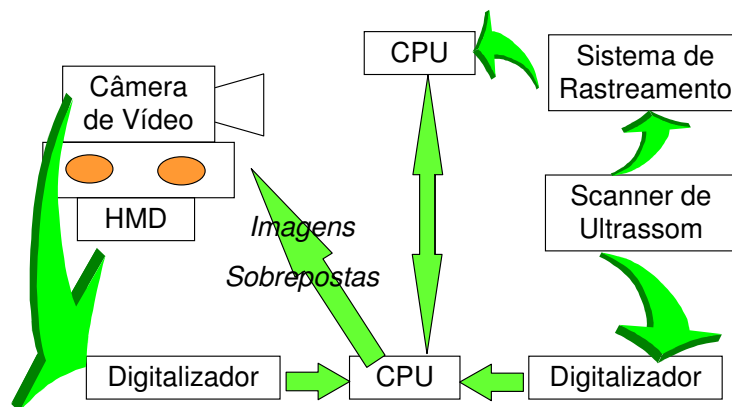 CPU
Sistema de
Rastreamento
Câmera
de Vídeo
HMD
Scanner de
Ultrassom
Imagens
Sobrepostas
Digitalizador
CPU
Digitalizador